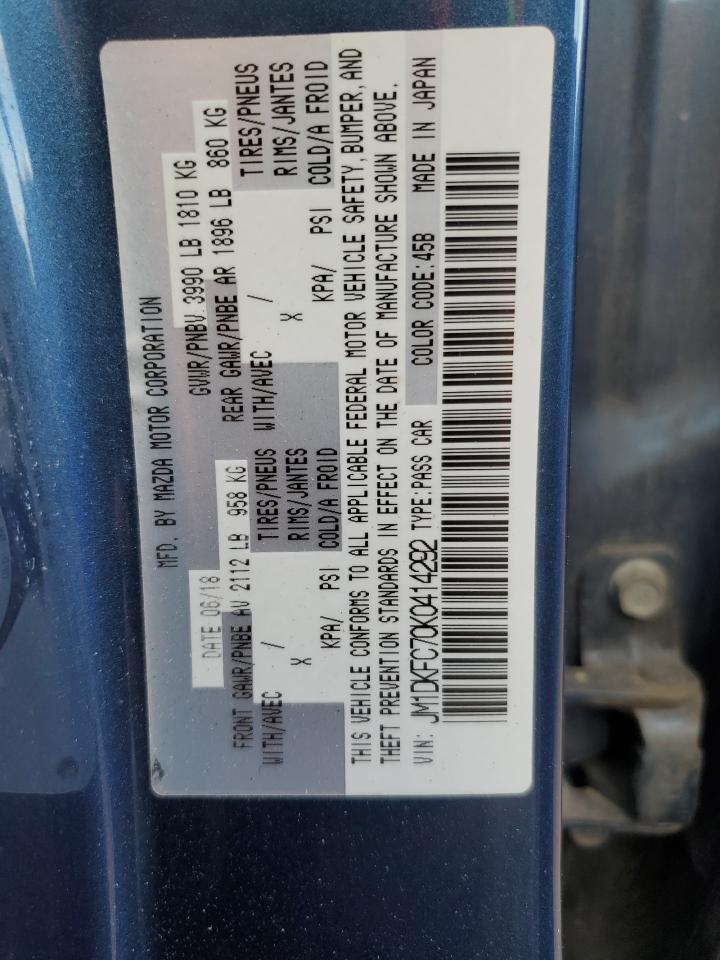 MFD. BY MAZDA MOTOR CORPORATION
DATE 06/18 GVWR/PNBV 3990 LB 1810 KG
FRONT GAWR/PNBE AV 2112 LB 958 KG REAR GAWR/PNBE AR 1896 LB 860 KG
WITH/AVEC / TIRES/PNEUS WITH/AVEC / TIRES/PNEUS
X RIMS/JANTES X RIMS/JANTES
KPA/ PSI COLD/A FROID KPA/ PSI COLD/A FROID
THIS VEHICLE CONFORMS TO ALL APPLICABLE FEDERAL MOTOR VEHICLE SAFETY, BUMPER, AND
THEFT PREVENTION STANDARDS IN EFFECT ON THE DATE OF MANUFACTURE SHOWN ABOVE.
VIN: JM1DKFC70K0414292 TYPE:PASS CAR COLOR CODE:45B MADE IN JAPAN